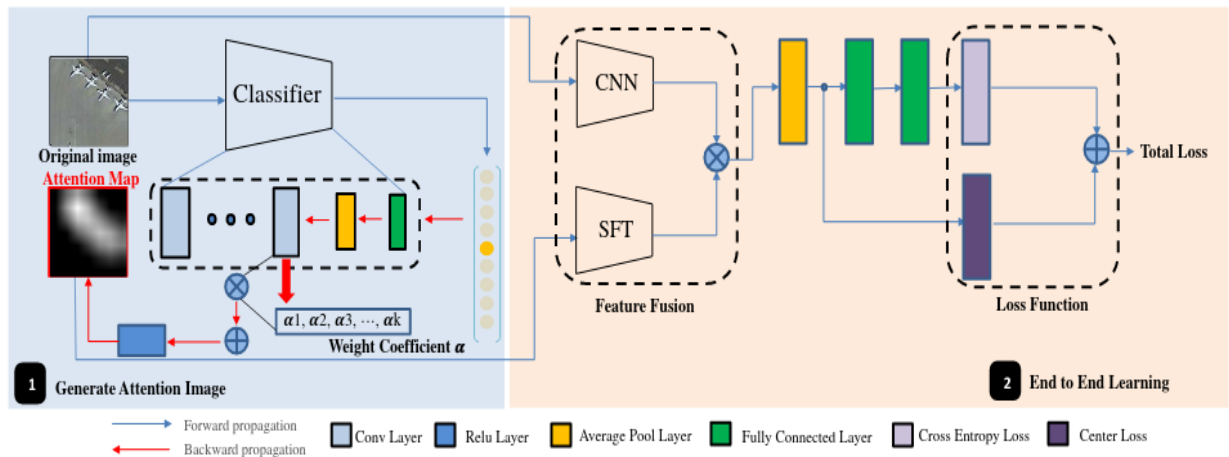 Classifier
CNN
Original image
Attention Map
Total Loss
SFT
Feature Fusion
Loss Function
α1, α2, α3, ⋯, αk
Weight Coefficient α
1 Generate Attention Image
2 End to End Learning
Forward propagation
Backward propagation
Conv Layer
Relu Layer
Average Pool Layer
Fully Connected Layer
Cross Entropy Loss
Center Loss